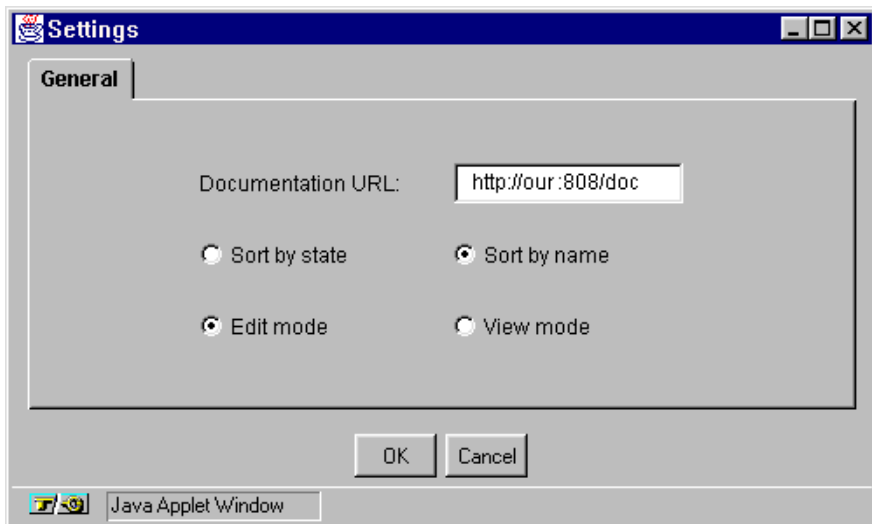 Settings
General
Documentation URL: http://our:808/doc
Sort by state Sort by name
Edit mode View mode
OK Cancel
Java Applet Window